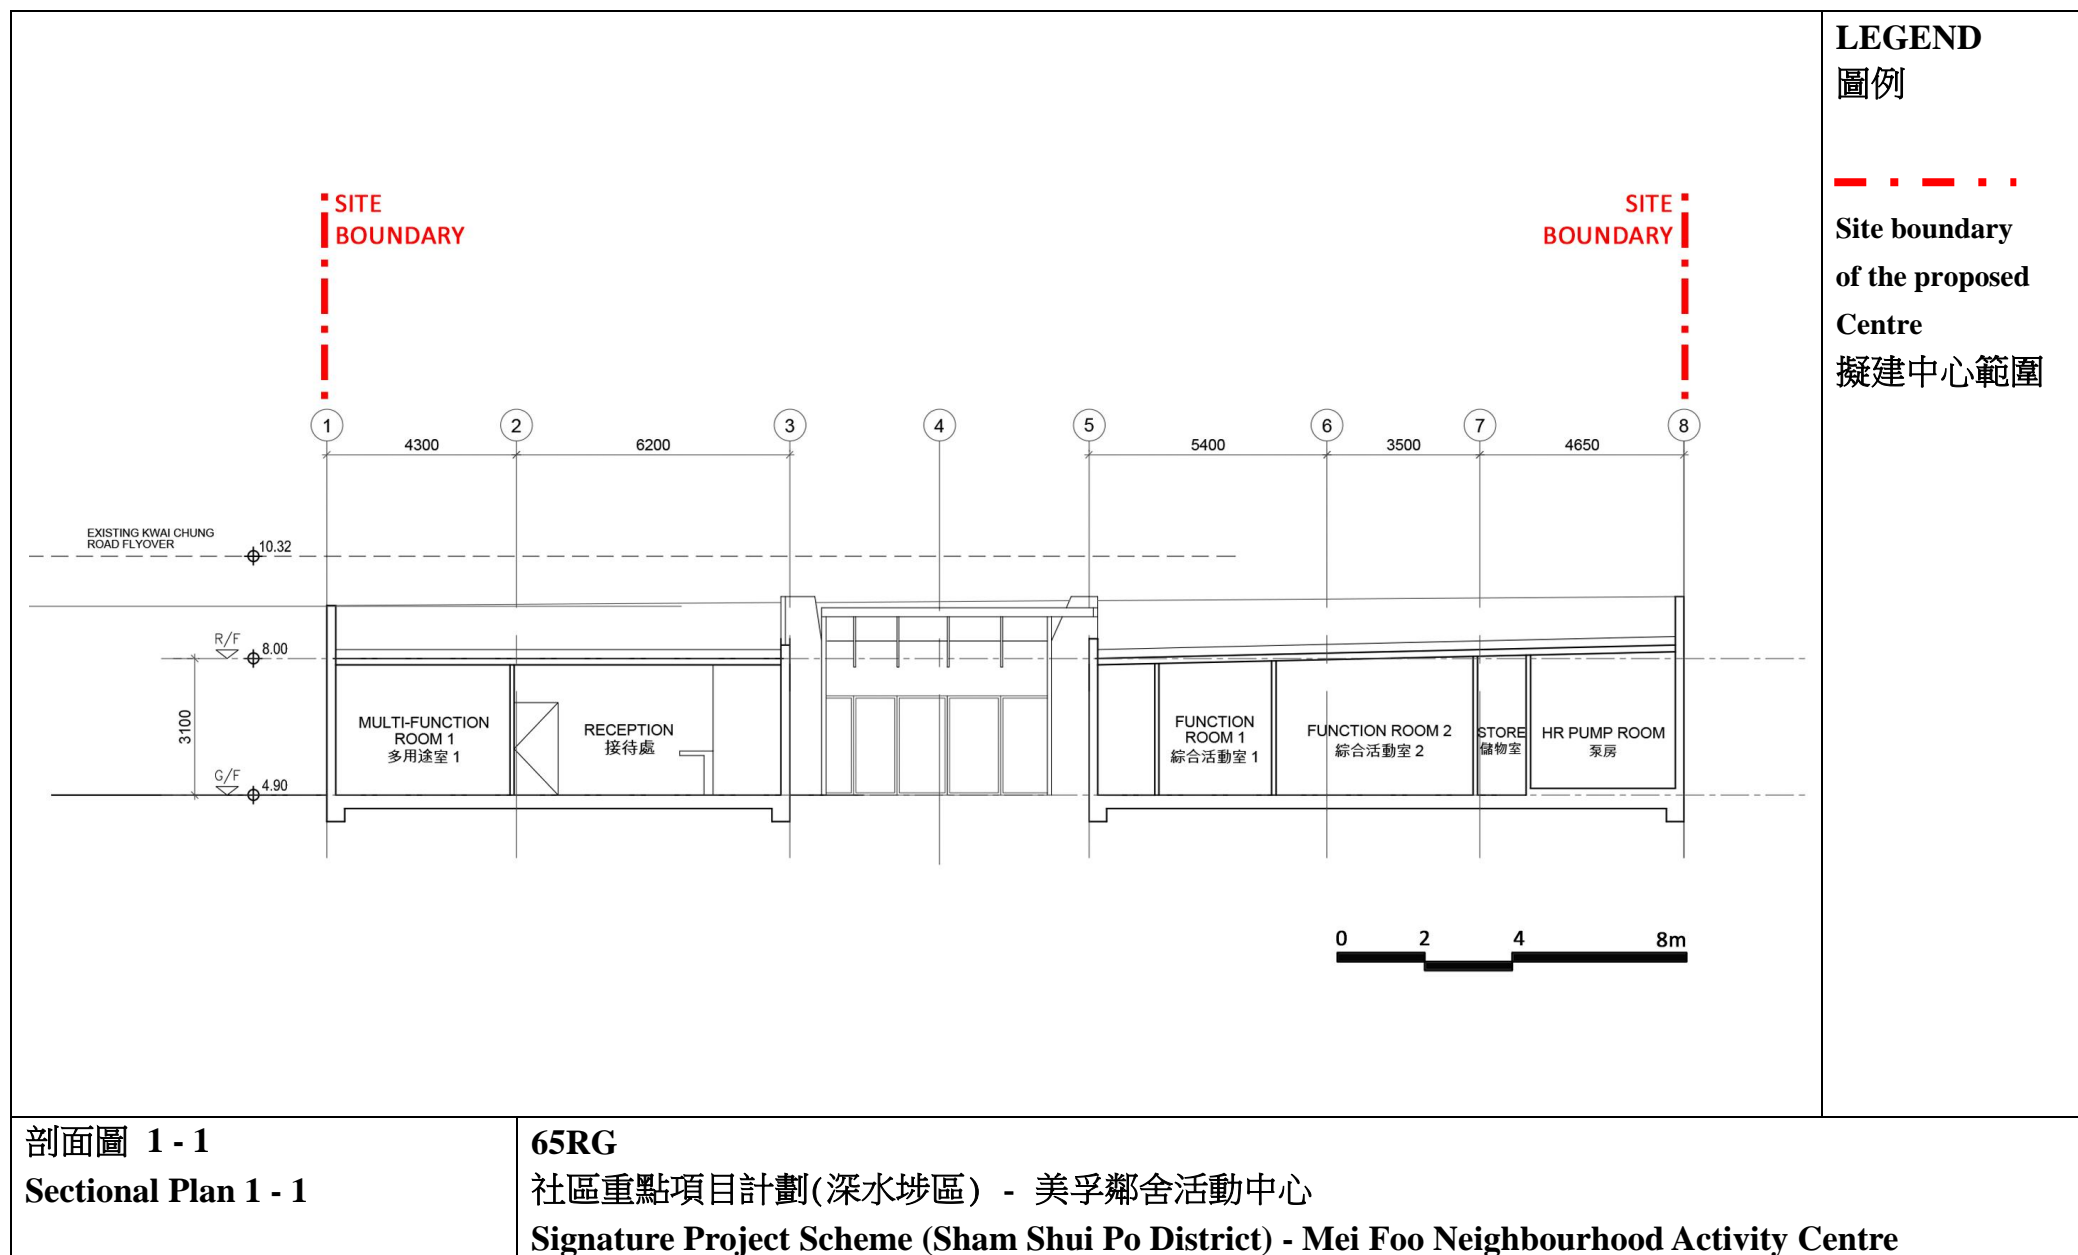 LEGEND
圖例
Site boundary
of the proposed
Centre
擬建中心範圍
SITE
BOUNDARY
SITE
BOUNDARY
1
2
3
4
5
6
7
8
4300
6200
5400
3500
4650
EXISTING KWAI CHUNG
ROAD FLYOVER
10.32
R/F
8.00
3100
G/F
4.90
MULTI-FUNCTION
ROOM 1
多用途室 1
RECEPTION
接待處
FUNCTION
ROOM 1
綜合活動室 1
FUNCTION ROOM 2
綜合活動室 2
STORE
儲物室
HR PUMP ROOM
泵房
0 2 4 8m
剖面圖 1 - 1
Sectional Plan 1 - 1
65RG
社區重點項目計劃(深水埗區) - 美孚鄰舍活動中心
Signature Project Scheme (Sham Shui Po District) - Mei Foo Neighbourhood Activity Centre